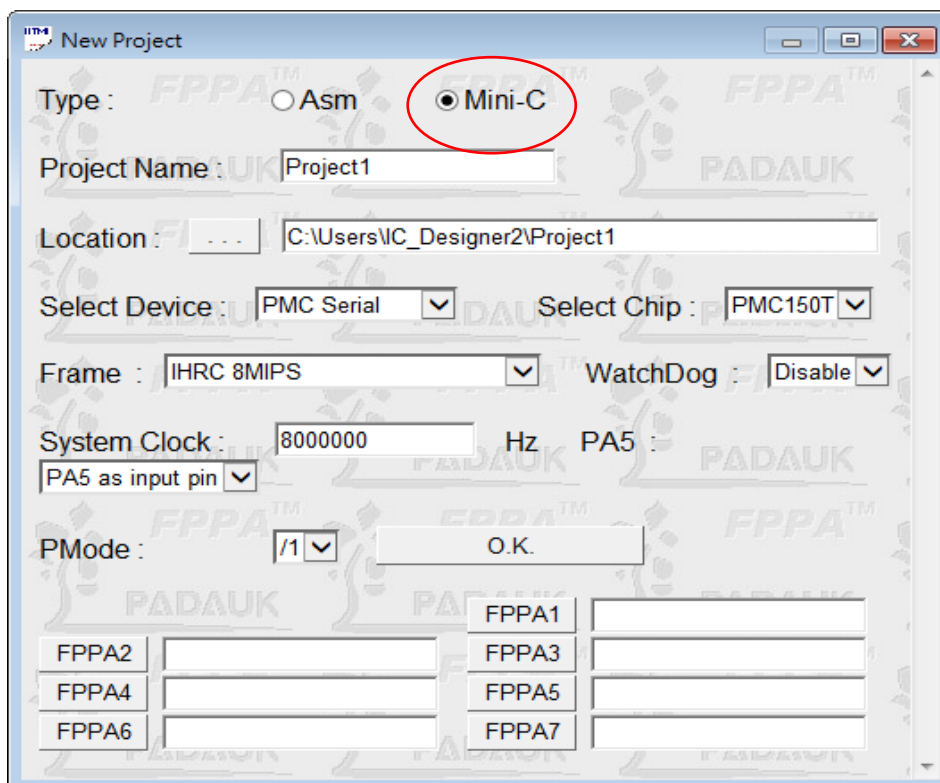 New Project
Type : Asm Mini-C
Project Name : Project1
Location : . . . C:\Users\IC_Designer2\Project1
Select Device : PMC Serial Select Chip : PMC150T
Frame : IHRC 8MIPS WatchDog : Disable
System Clock : 8000000 Hz PA5 :
PA5 as input pin
PMode : /1 O.K.
FPPA1
FPPA2 FPPA3
FPPA4 FPPA5
FPPA6 FPPA7
FPPA™
PADAUK